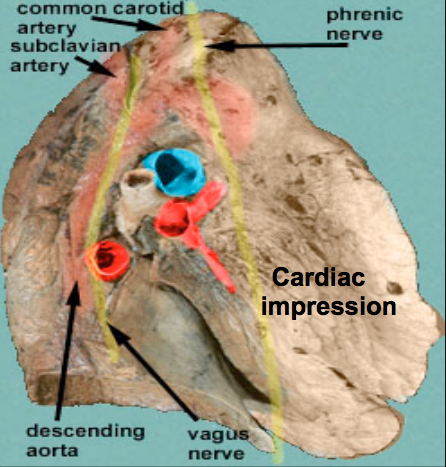 common carotid
artery
subclavian
artery
phrenic
nerve
Cardiac
impression
descending
aorta
vagus
nerve